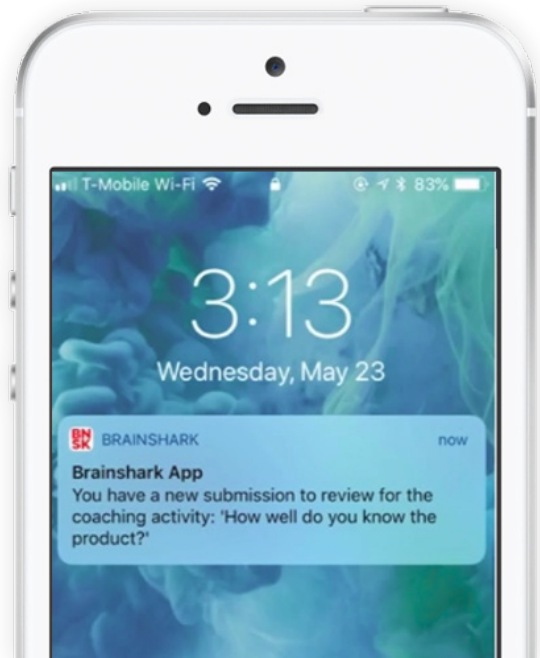 T-Mobile Wi-Fi 83%
3:13
Wednesday, May 23
BN
SK
BRAINSHARK now
Brainshark App
You have a new submission to review for the
coaching activity: 'How well do you know the
product?'